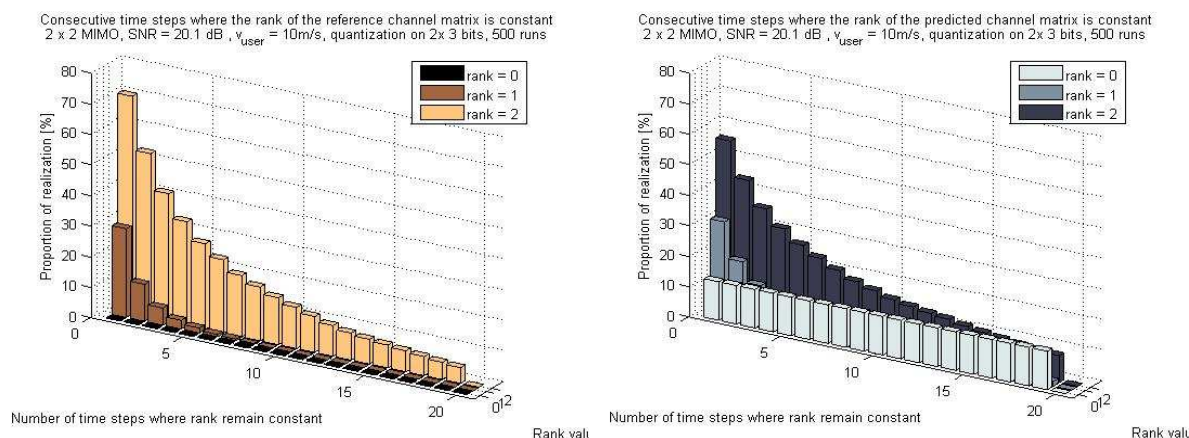 Consecutive time steps where the rank of the reference channel matrix is constant
2 x 2 MIMO, SNR = 20.1 dB , v_user = 10m/s, quantization on 2x 3 bits, 500 runs
80
70
60
50
40
30
20
10
0
Proportion of realization [%]
rank = 0
rank = 1
rank = 2
0
5
10
15
20
0
1
2
Number of time steps where rank remain constant
Rank valu
Consecutive time steps where the rank of the predicted channel matrix is constant
2 x 2 MIMO, SNR = 20.1 dB , v_user = 10m/s, quantization on 2x 3 bits, 500 runs
80
70
60
50
40
30
20
10
0
Proportion of realization [%]
rank = 0
rank = 1
rank = 2
0
5
10
15
20
0
1
2
Number of time steps where rank remain constant
Rank valu